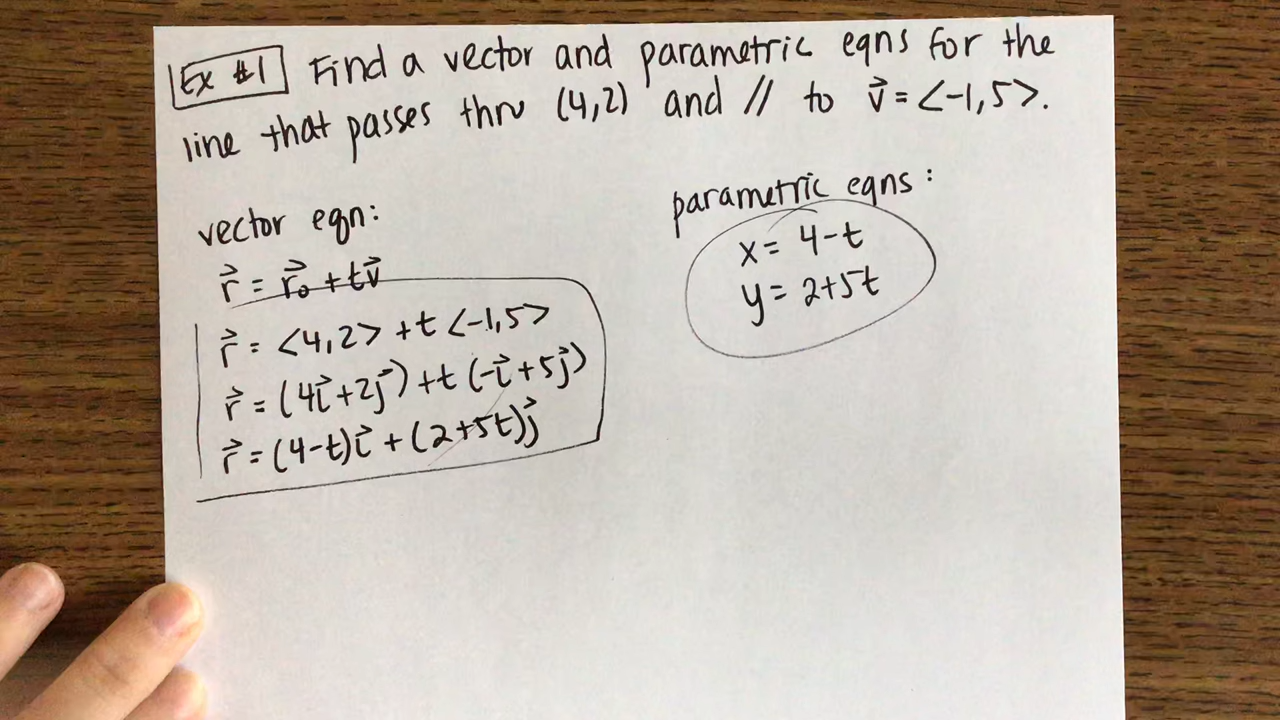 Ex #1 Find a vector and parametric eqns for the
line that passes thru (4,2) and // to v⃗ = <-1,5>.
vector eqn:
r⃗ = r⃗₀ + tv⃗
r⃗ = <4,2> + t <-1,5>
r⃗ = (4i⃗+2j⃗) + t (-i⃗+5j⃗)
r⃗ = (4-t)i⃗ + (2+5t)j⃗
parametric eqns:
x = 4-t
y = 2+5t